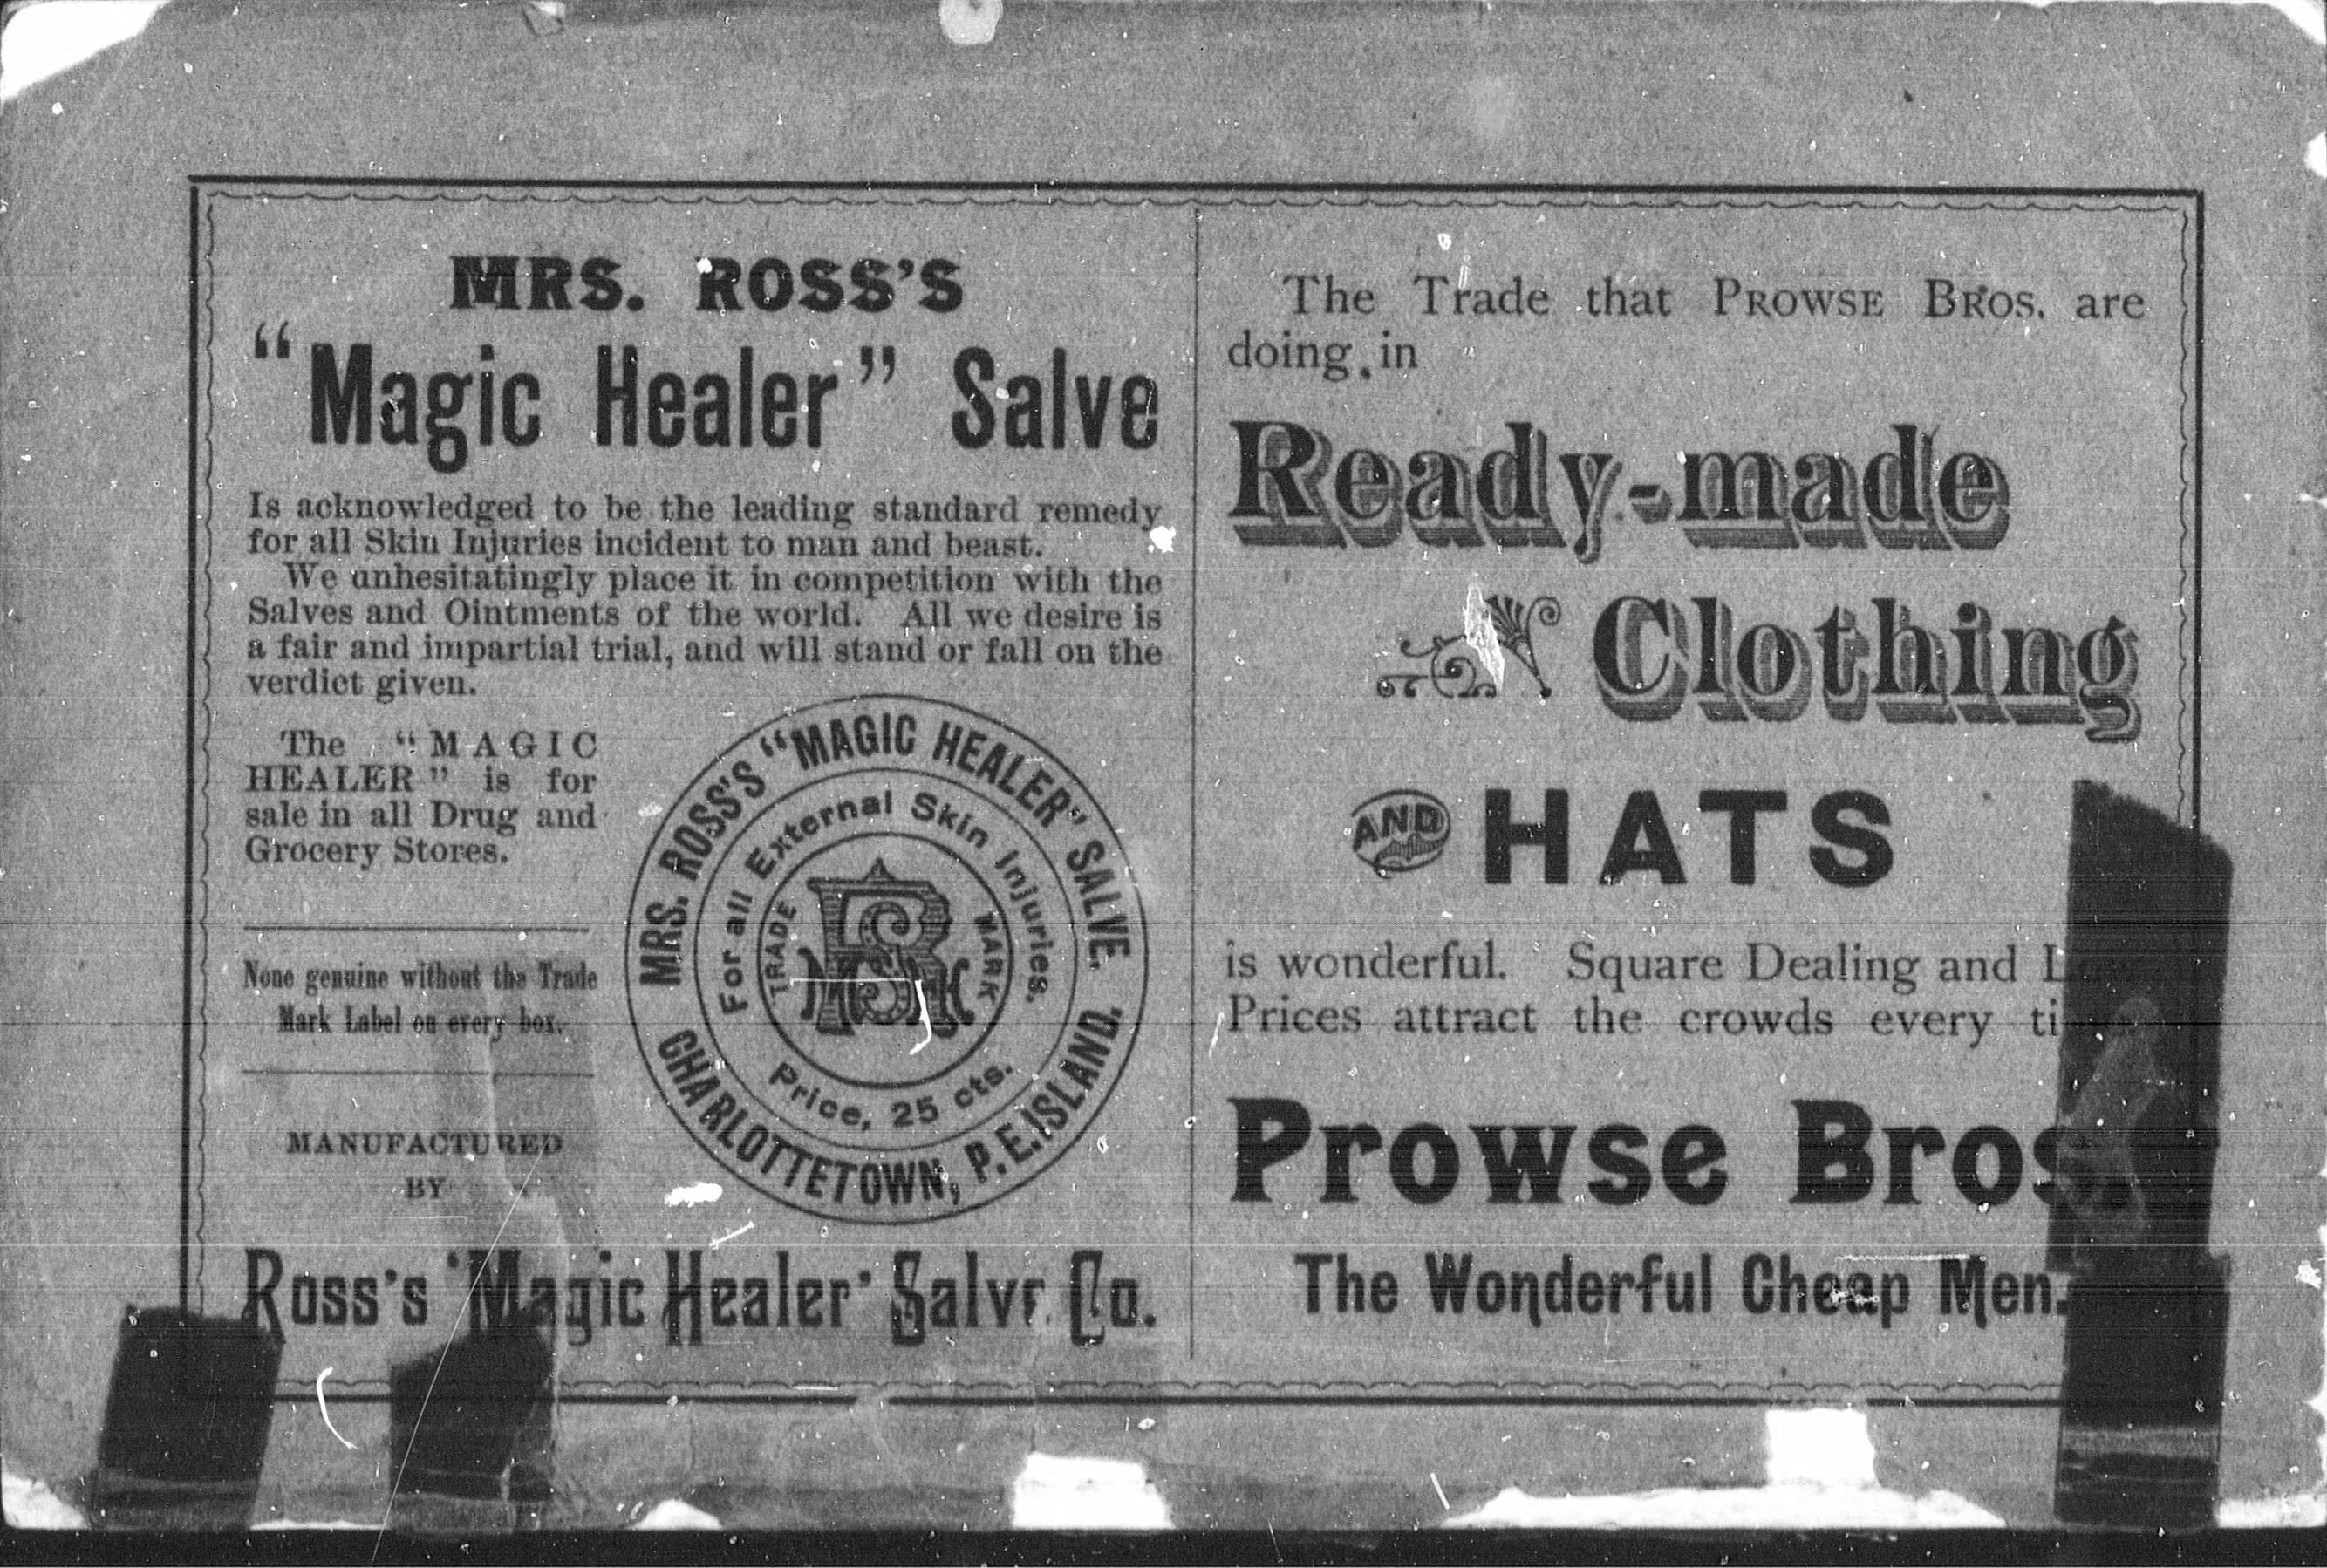 MRS. ROSS'S
"Magic Healer" Salve
Is acknowledged to be the leading standard remedy
for all Skin Injuries incident to man and beast.
We unhesitatingly place it in competition with the
Salves and Ointments of the world. All we desire is
a fair and impartial trial, and will stand or fall on the
verdict given.
The "MAGIC
HEALER" is for
sale in all Drug and
Grocery Stores.
None genuine without the Trade
Mark Label on every box.
MANUFACTURED
BY
MRS. ROSS'S "MAGIC HEALER" SALVE.
For all External Skin Injuries.
TRADE MARK
Price, 25 cts.
CHARLOTTETOWN, P.E. ISLAND.
Ross's 'Magic Healer' Salve Co.
The Trade that PROWSE BROS. are
doing in
Ready-made
Clothing
AND HATS
is wonderful. Square Dealing and
Prices attract the crowds every
Prowse Bros.
The Wonderful Cheap Men.